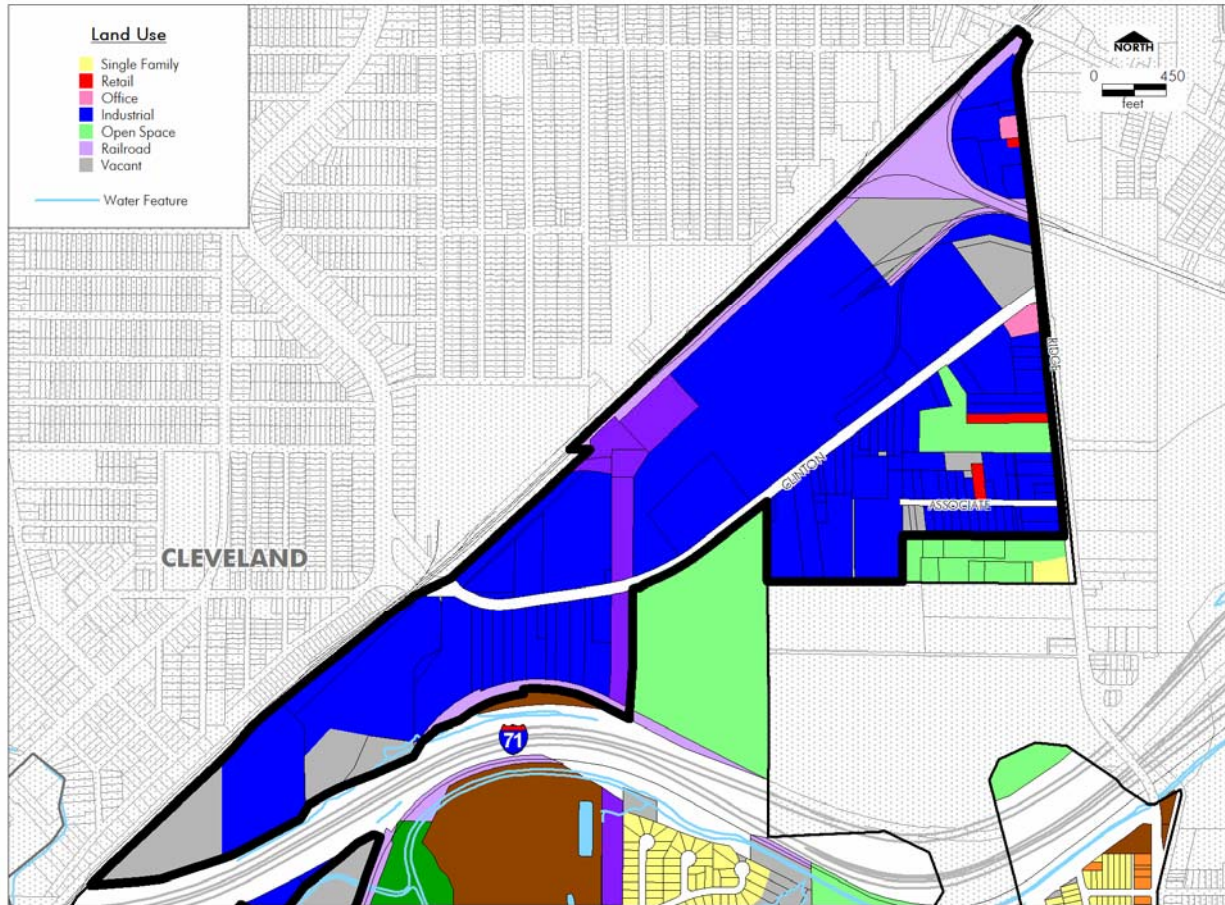 Land Use
Single Family
Retail
Office
Industrial
Open Space
Railroad
Vacant
Water Feature
NORTH
0 450
feet
RIDGE
CLINTON
ASSOCIATE
CLEVELAND
71